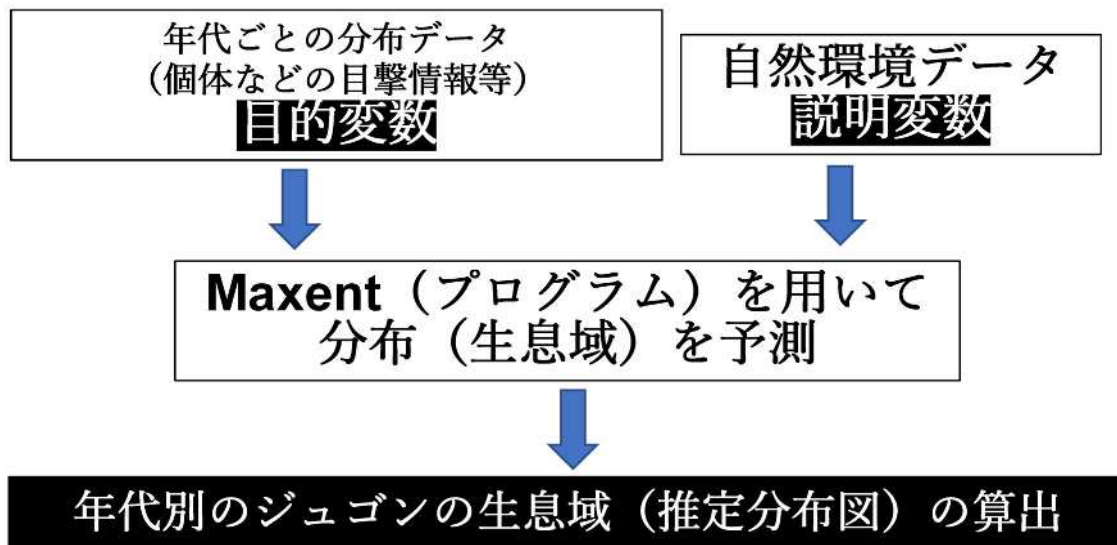 年代ごとの分布データ
（個体などの目撃情報等）
目的変数
自然環境データ
説明変数
Maxent（プログラム）を用いて
分布（生息域）を予測
年代別のジュゴンの生息域（推定分布図）の算出